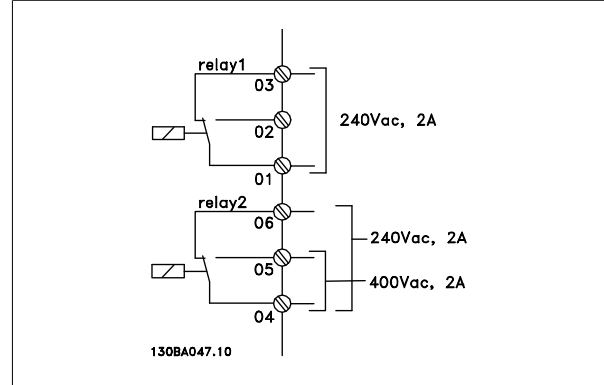 relay1
03
02
240Vac, 2A
01
relay2
06
240Vac, 2A
05
400Vac, 2A
04
130BA047.10